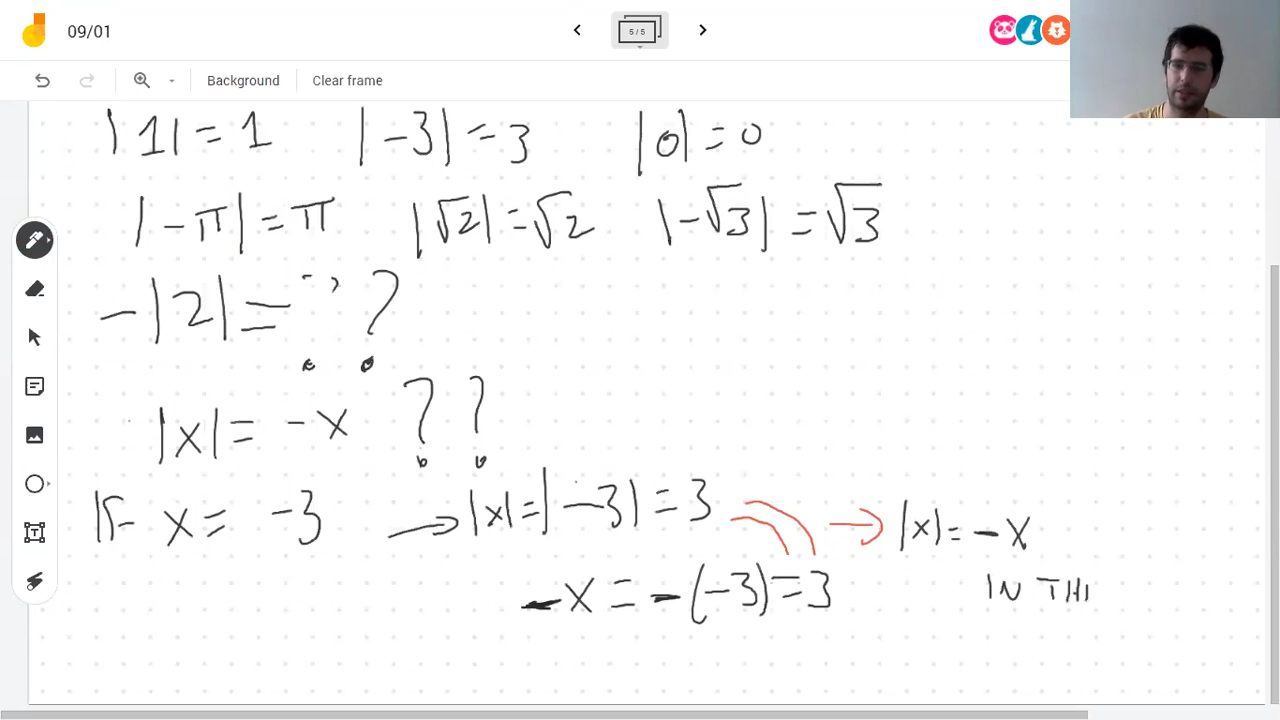 09/01
5/5
Background
Clear frame
|1| = 1 |-3| = 3 |0| = 0
|-π| = π |√2| = √2 |-√3| = √3
-|2| = ?
|x| = -x ??
IF x = -3 → |x| = |-3| = 3 → |x| = -x
-x = -(-3) = 3 IN THI